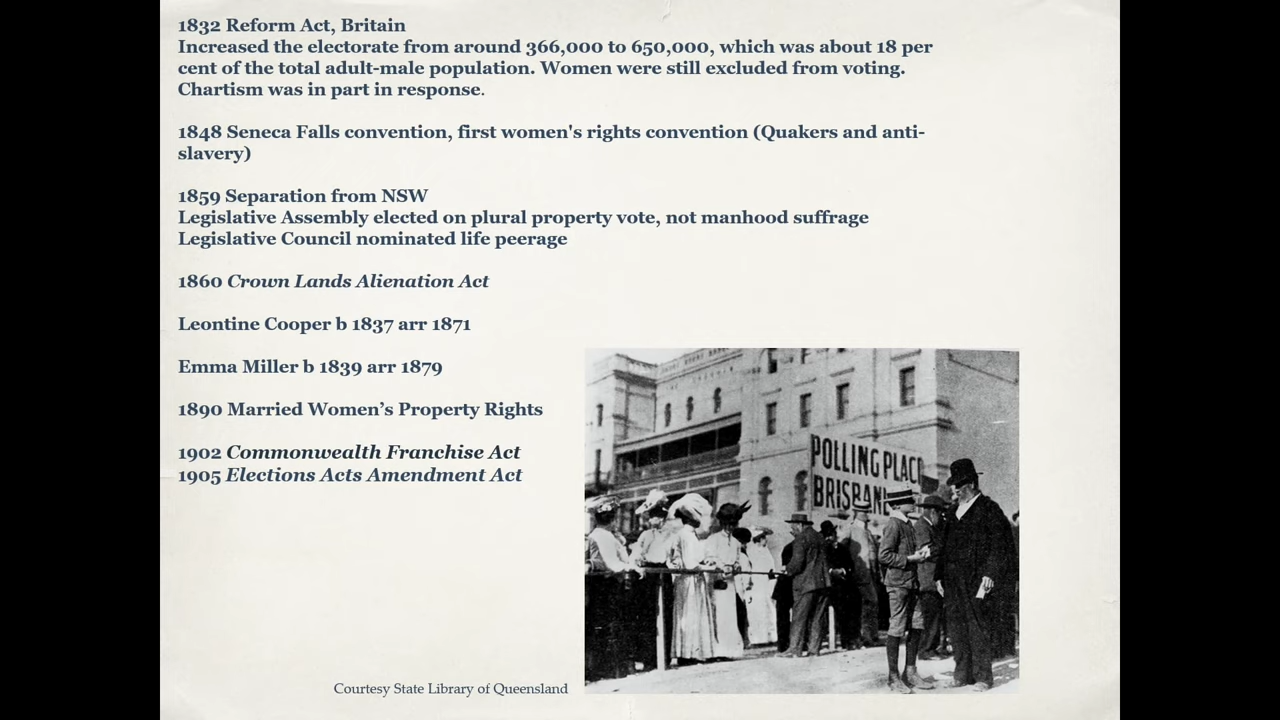 1832 Reform Act, Britain
Increased the electorate from around 366,000 to 650,000, which was about 18 per
cent of the total adult-male population. Women were still excluded from voting.
Chartism was in part in response.
1848 Seneca Falls convention, first women's rights convention (Quakers and anti-
slavery)
1859 Separation from NSW
Legislative Assembly elected on plural property vote, not manhood suffrage
Legislative Council nominated life peerage
1860 Crown Lands Alienation Act
Leontine Cooper b 1837 arr 1871
Emma Miller b 1839 arr 1879
1890 Married Women’s Property Rights
1902 Commonwealth Franchise Act
1905 Elections Acts Amendment Act
POLLING PLACE
BRISBANE
Courtesy State Library of Queensland